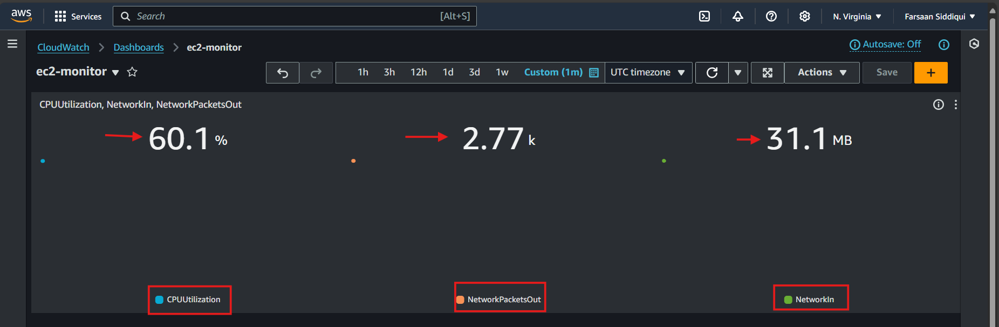 aws
Services
Search [Alt+S]
N. Virginia
Farsaan Siddiqui
CloudWatch
Dashboards
ec2-monitor
Autosave: Off
ec2-monitor
1h 3h 12h 1d 3d 1w Custom (1m)
UTC timezone
Actions
Save
CPUUtilization, NetworkIn, NetworkPacketsOut
60.1 %
2.77 k
31.1 MB
CPUUtilization
NetworkPacketsOut
NetworkIn